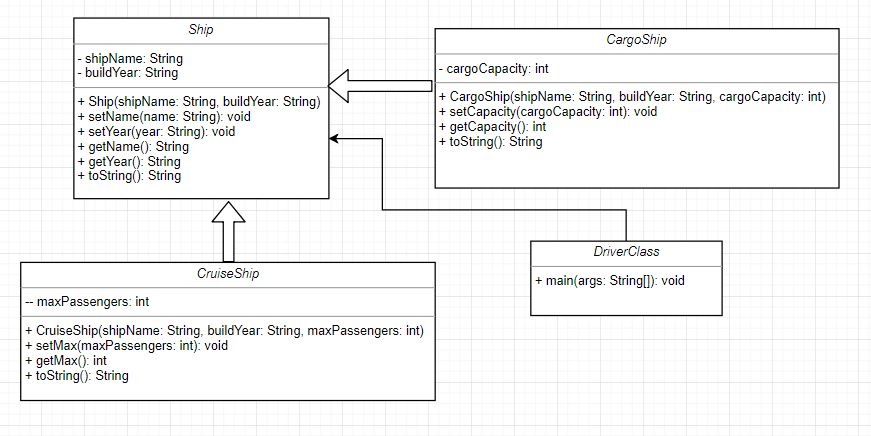 Ship
- shipName: String
- buildYear: String
+ Ship(shipName: String, buildYear: String)
+ setName(name: String): void
+ setYear(year: String): void
+ getName(): String
+ getYear(): String
+ toString(): String
CargoShip
- cargoCapacity: int
+ CargoShip(shipName: String, buildYear: String, cargoCapacity: int)
+ setCapacity(cargoCapacity: int): void
+ getCapacity(): int
+ toString(): String
DriverClass
+ main(args: String[]): void
CruiseShip
-- maxPassengers: int
+ CruiseShip(shipName: String, buildYear: String, maxPassengers: int)
+ setMax(maxPassengers: int): void
+ getMax(): int
+ toString(): String